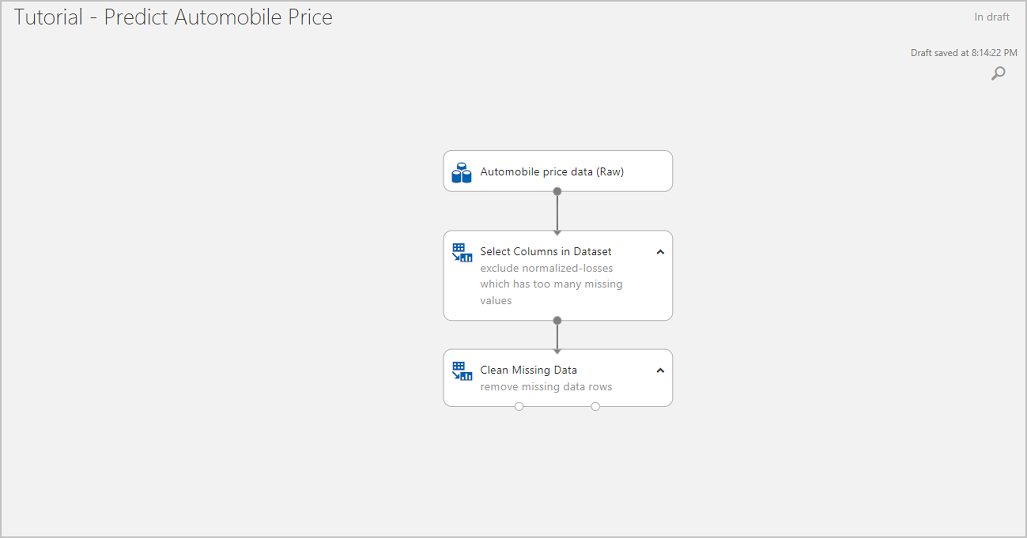 Tutorial - Predict Automobile Price
In draft
Draft saved at 8:14:22 PM
Automobile price data (Raw)
Select Columns in Dataset
exclude normalized-losses
which has too many missing
values
Clean Missing Data
remove missing data rows